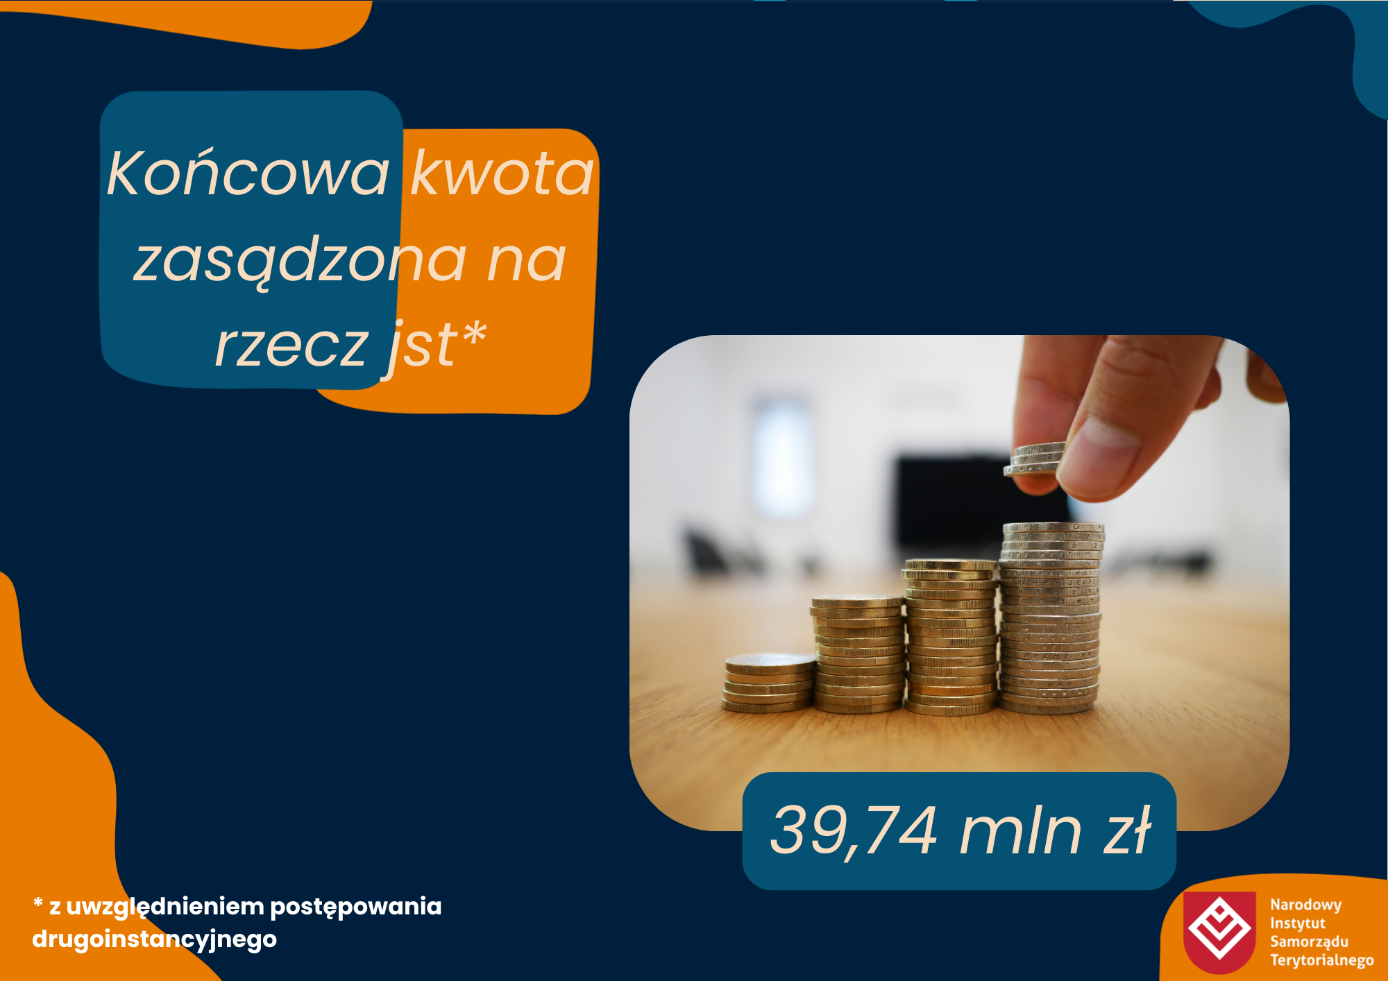 Końcowa kwota
zasądzona na
rzecz jst*
39,74 mln zł
* z uwzględnieniem postępowania
drugoinstancyjnego
Narodowy
Instytut
Samorządu
Terytorialnego